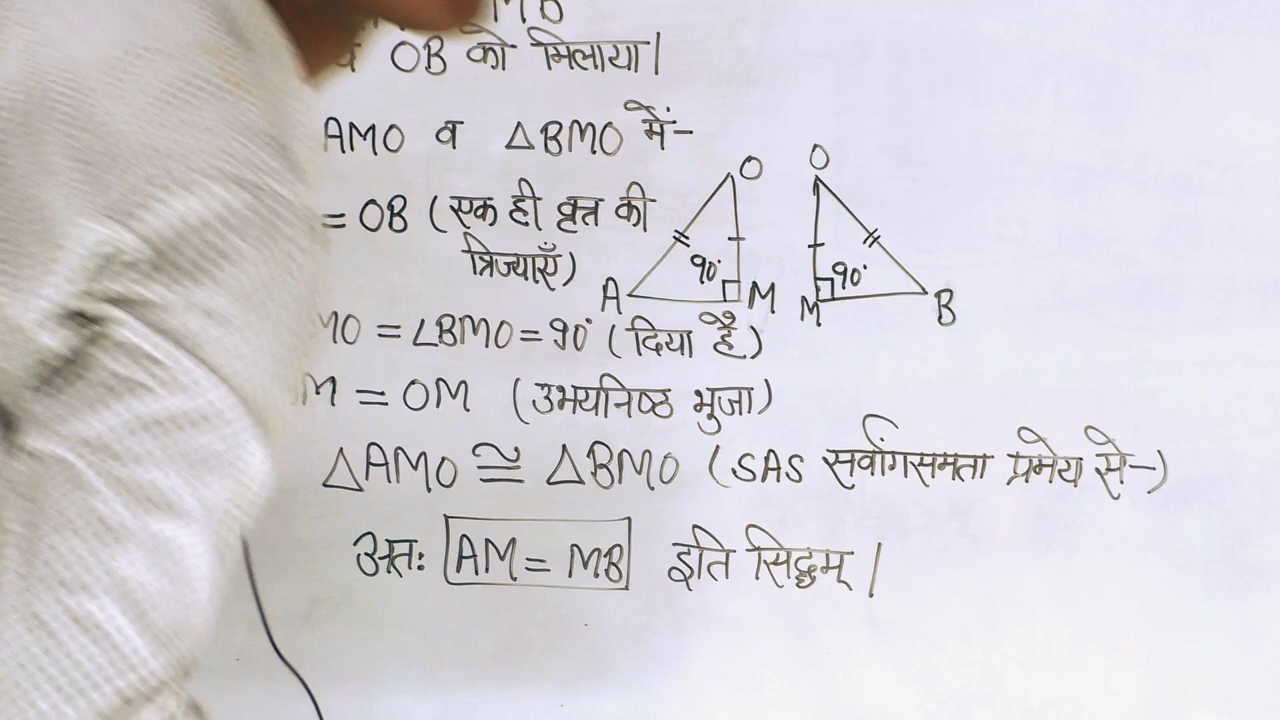 MB
व OB को मिलाया।
AMO व △BMO में-
= OB (एक ही वृत्त की
त्रिज्याएँ)
O
O
90°
90°
A
M
M
B
MO = ∠BMO = 90° (दिया है)
M = OM (उभयनिष्ठ भुजा)
△AMO ≅ △BMO (SAS सर्वांगसमता प्रमेय से-)
अतः AM = MB इति सिद्धम् |